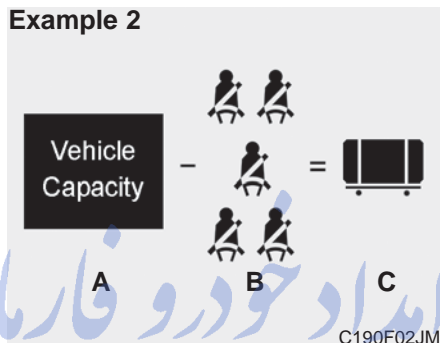 Example 2
Vehicle
Capacity
-
=
A
B
C
امداد خودرو فارما
C190F02JM